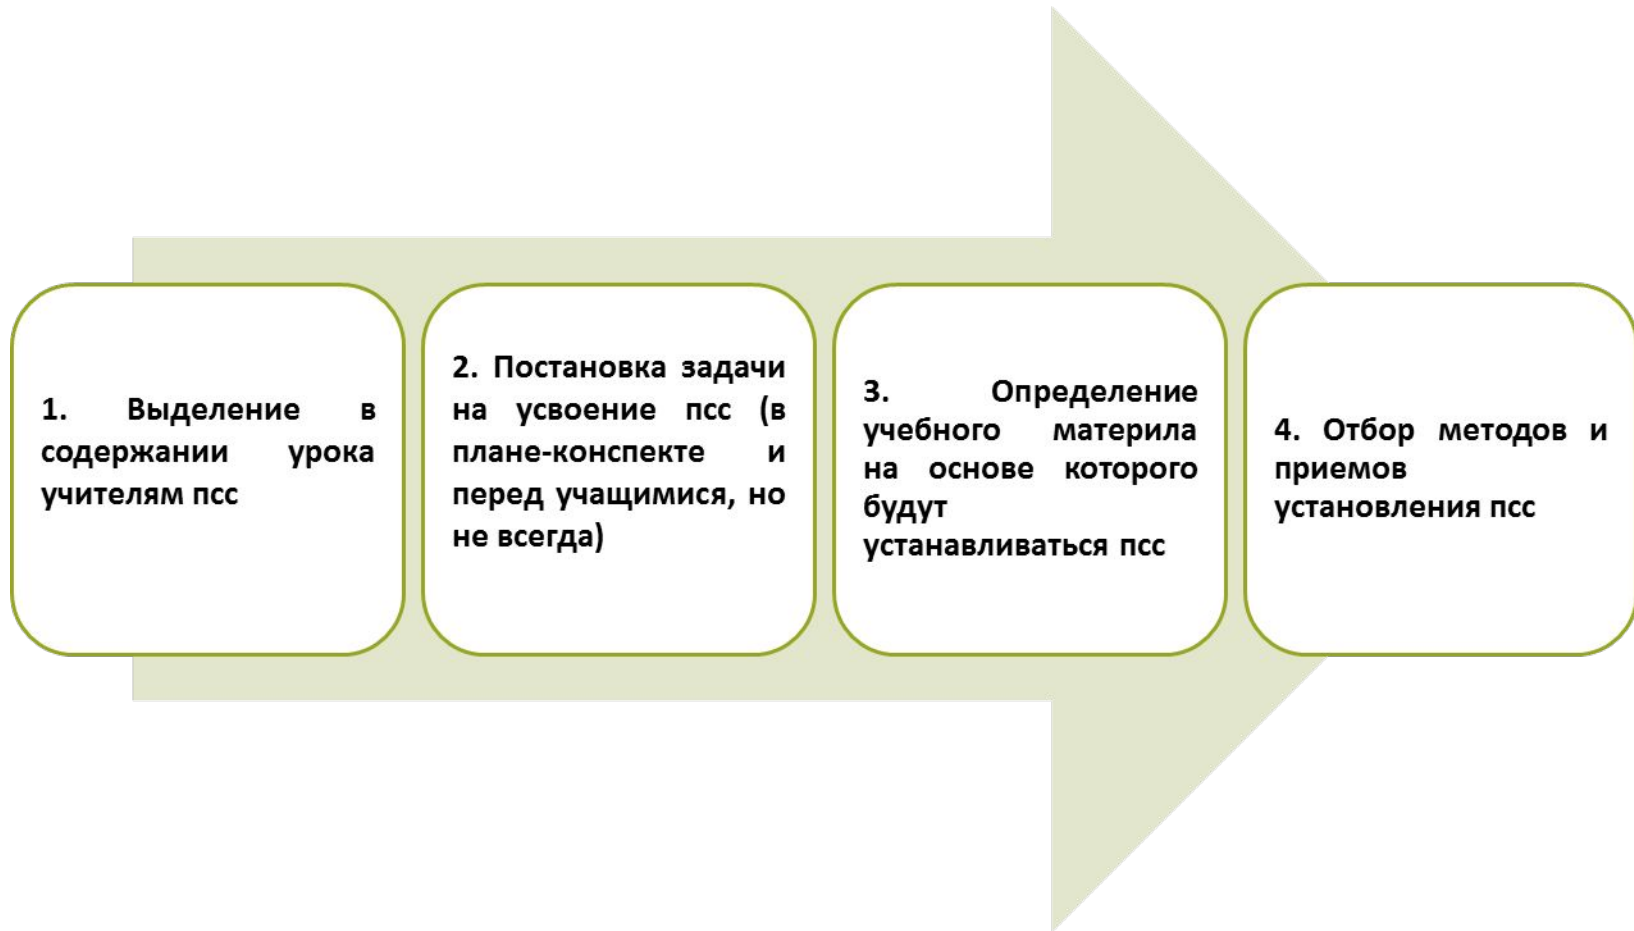 1. Выделение в
содержании урока
учителям псс
2. Постановка задачи
на усвоение псс (в
плане-конспекте и
перед учащимися, но
не всегда)
3. Определение
учебного материла
на основе которого
будут
устанавливаться псс
4. Отбор методов и
приемов
установления псс